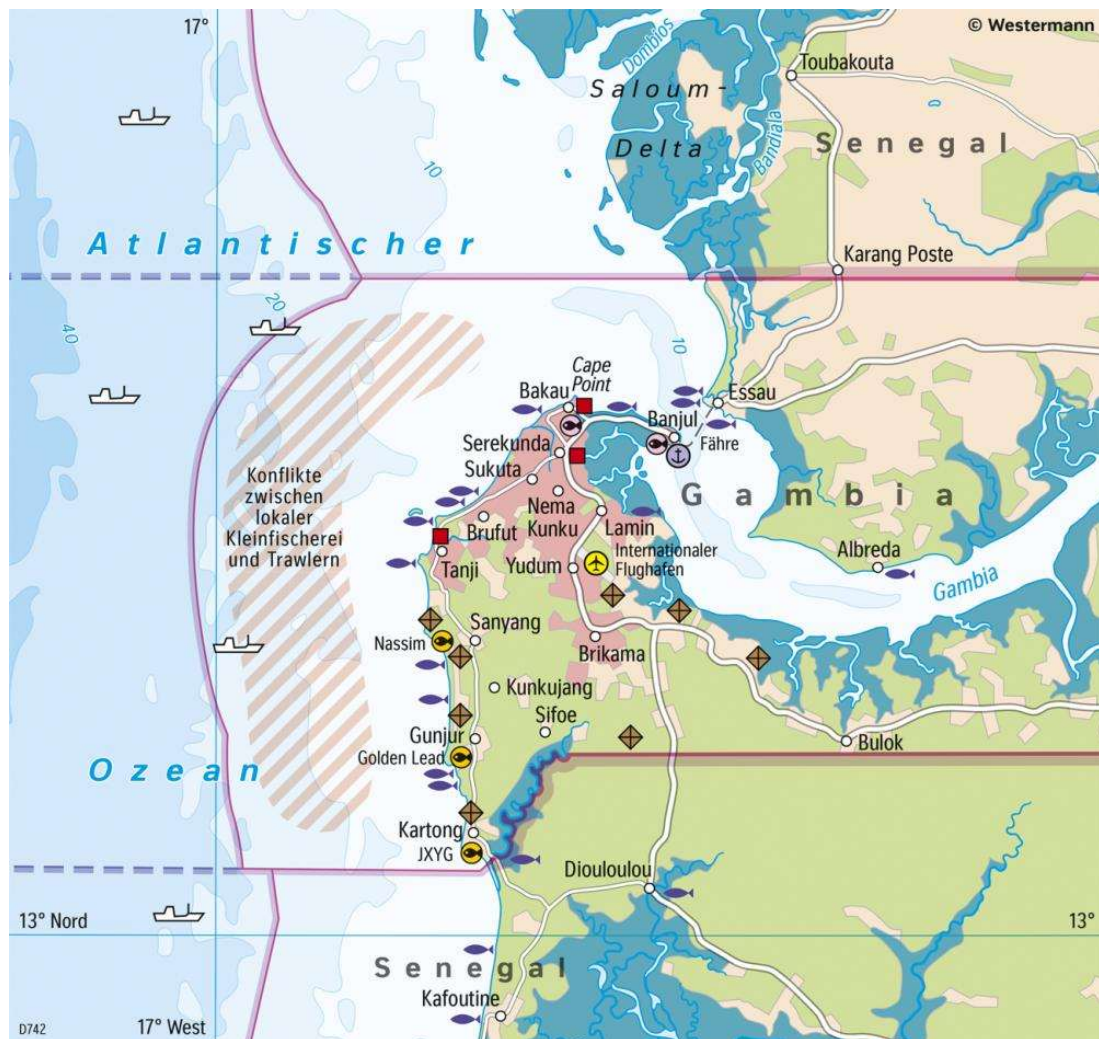 17°
© Westermann
Dombios
Toubakouta
Saloum-
Delta
Bandiala
Senegal
10
Atlantischer
Karang Poste
20
40
10
Cape
Point
Bakau
Essau
Banjul
Fähre
Serekunda
Sukuta
Konflikte
zwischen
lokaler
Kleinfischerei
und Trawlern
Gambia
Nema
Kunku
Brufut
Lamin
Internationaler
Flughafen
Albreda
Tanji
Yudum
Gambia
Sanyang
Nassim
Brikama
Kunkujang
Sifoe
Gunjur
Golden Lead
Bulok
Ozean
Kartong
JXYG
Diouloulou
13° Nord
13°
Senegal
Kafoutine
D742
17° West